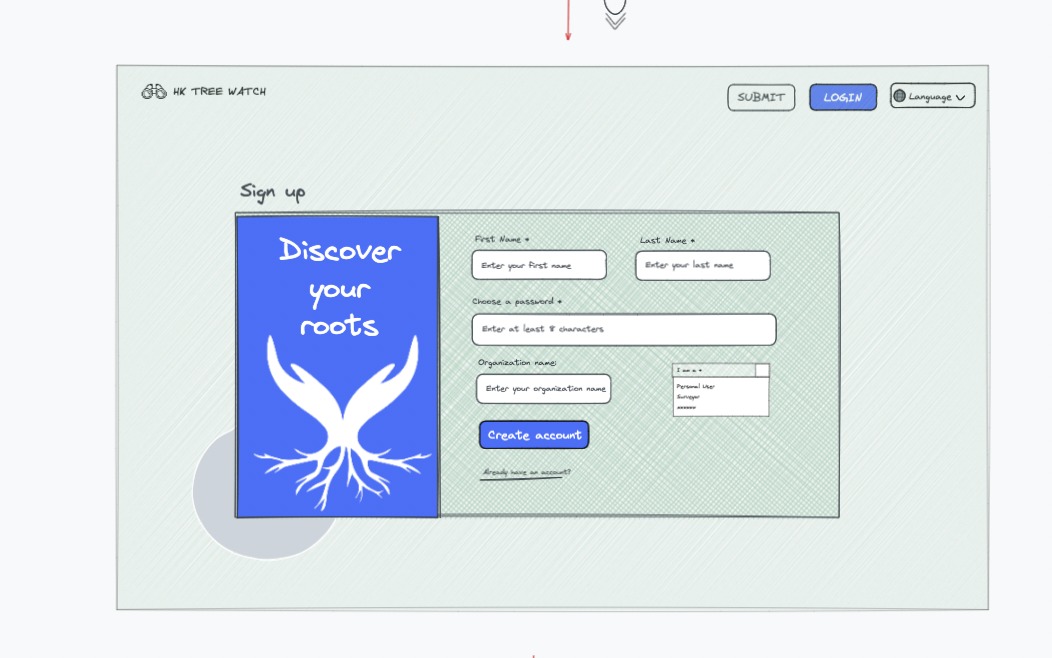 HK TREE WATCH
SUBMIT
LOGIN
Language
Sign up
Discover
your
roots
First Name *
Last Name *
Enter your first name
Enter your last name
Choose a password *
Enter at least 8 characters
Organization name:
I am a *
Enter your organization name
Personal User
Surveyor
######
Create account
Already have an account?